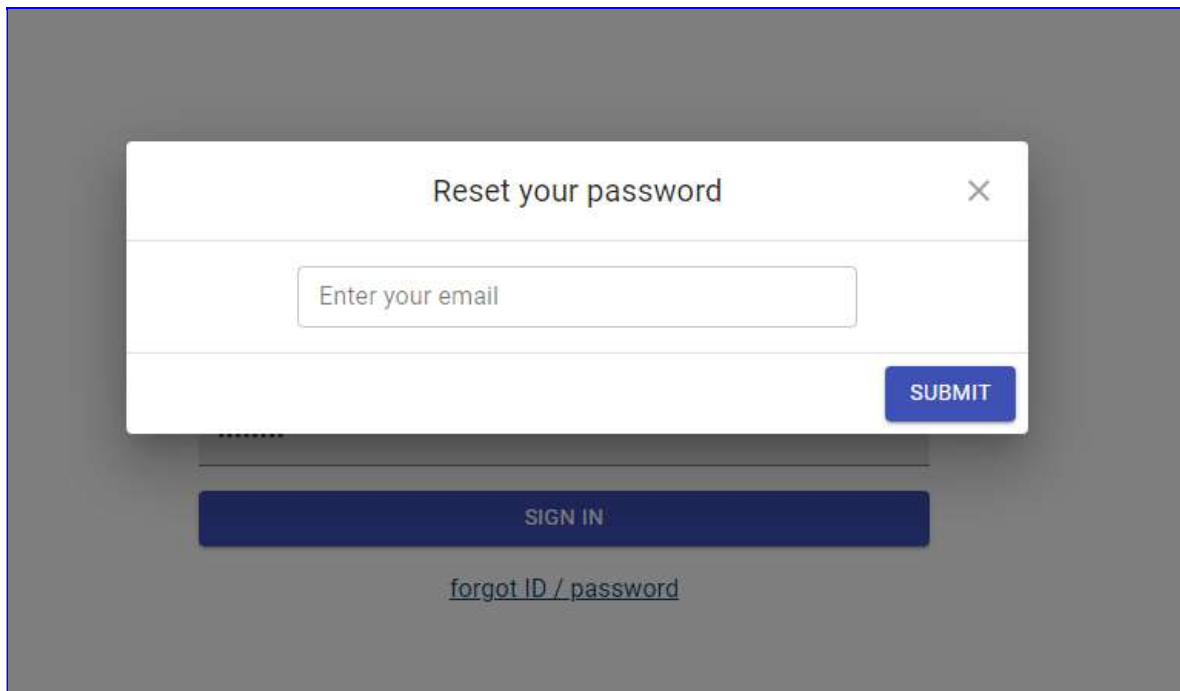 Reset your password
Enter your email
SUBMIT
SIGN IN
forgot ID / password